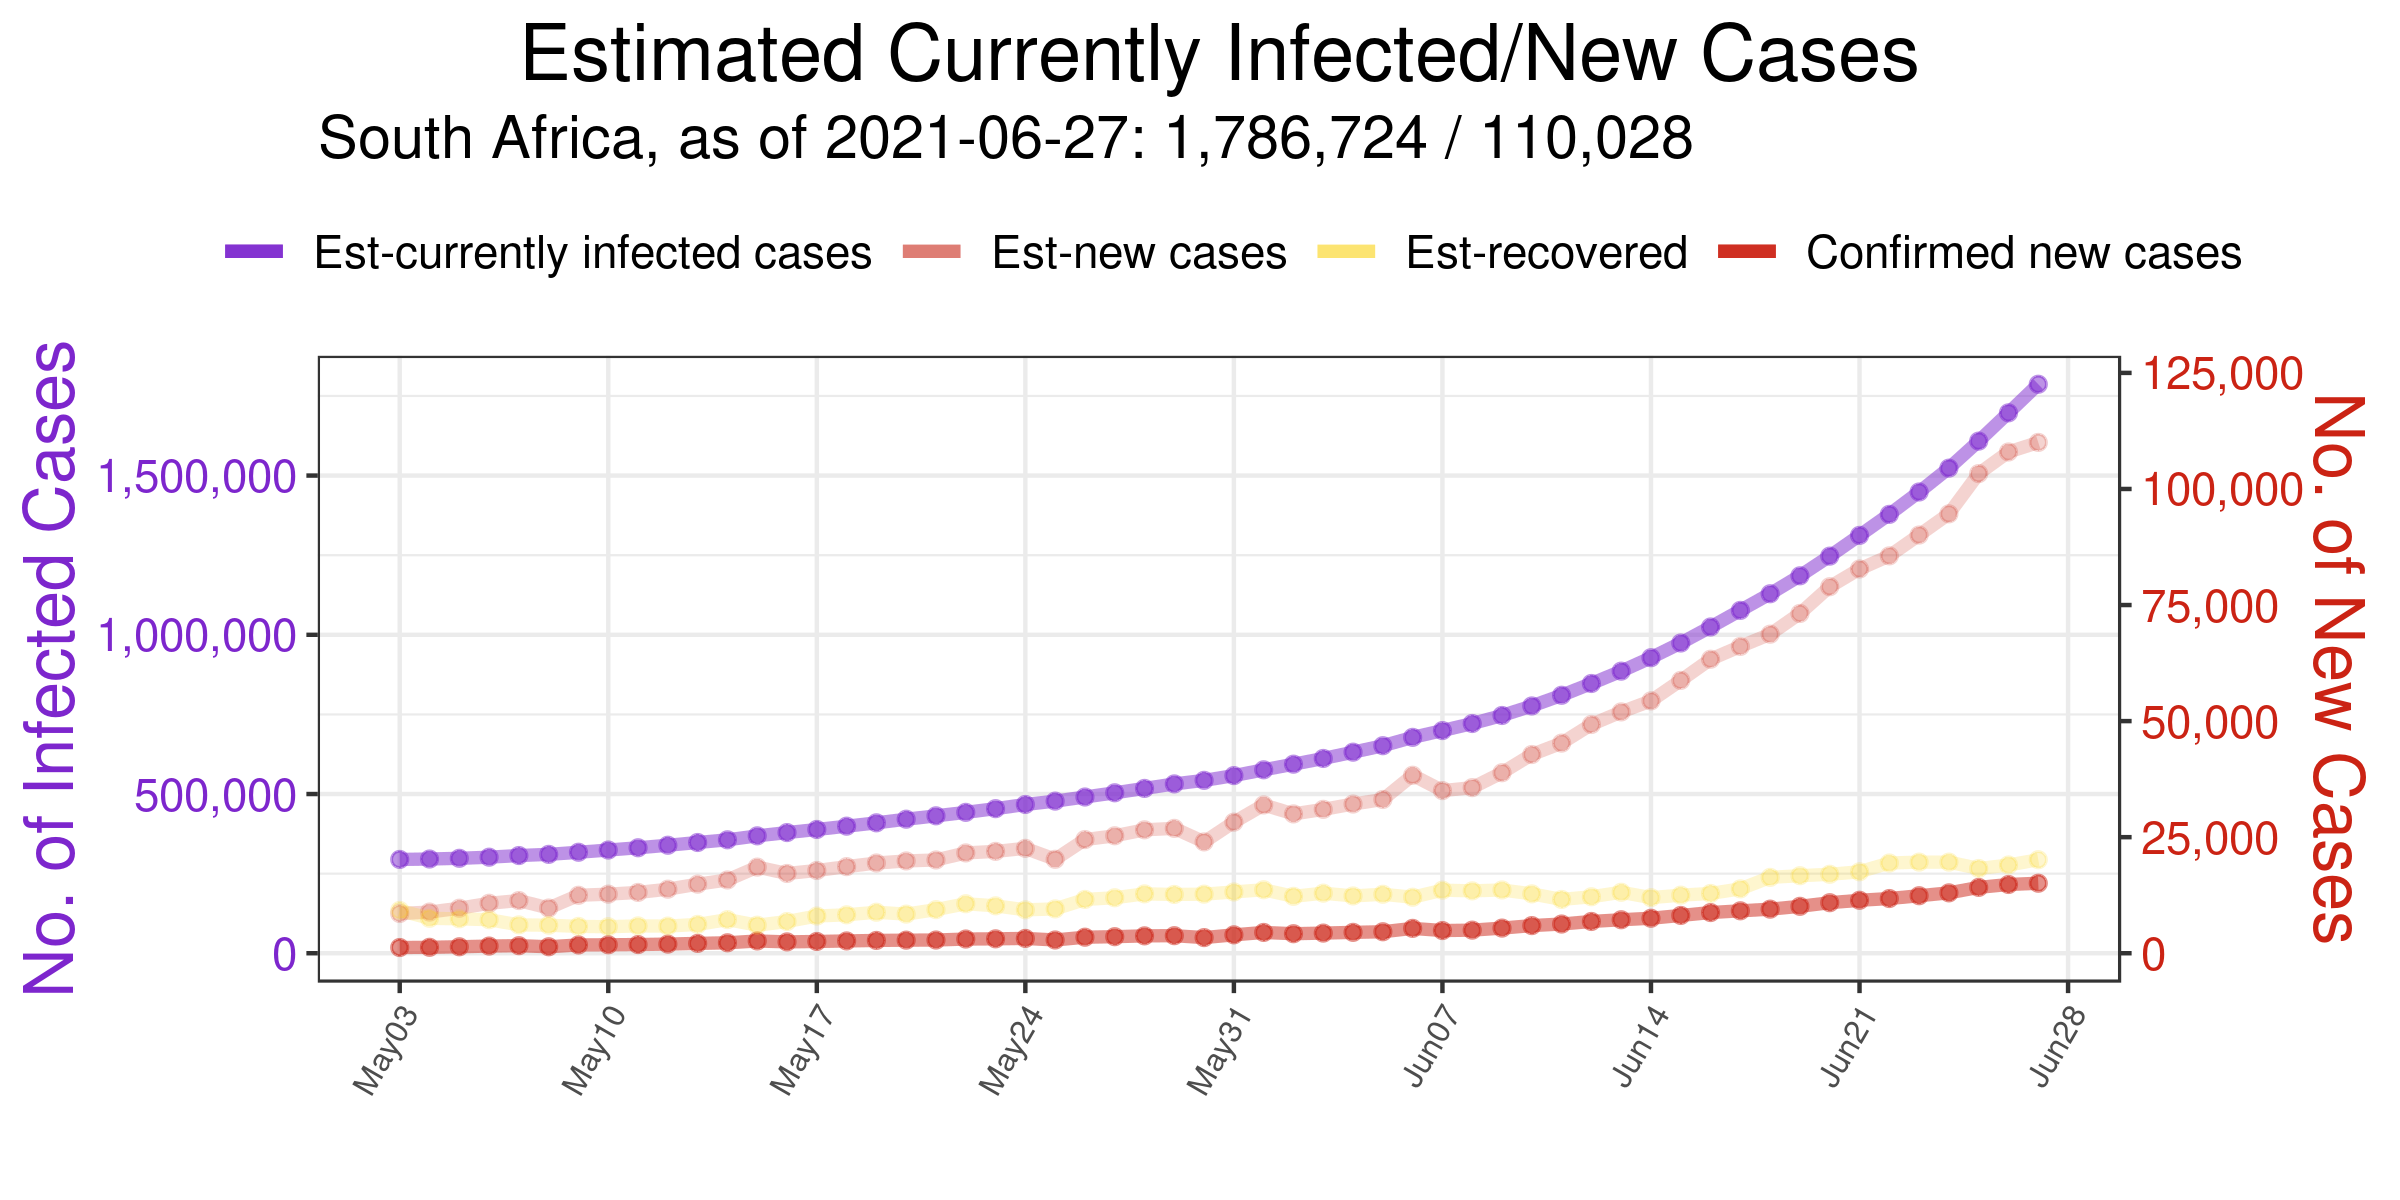 Estimated Currently Infected/New Cases
South Africa, as of 2021-06-27: 1,786,724 / 110,028
Est-currently infected cases Est-new cases Est-recovered Confirmed new cases
No. of Infected Cases
1,500,000
1,000,000
500,000
0
125,000
100,000
75,000
50,000
25,000
0
No. of New Cases
May03 May10 May17 May24 May31 Jun07 Jun14 Jun21 Jun28